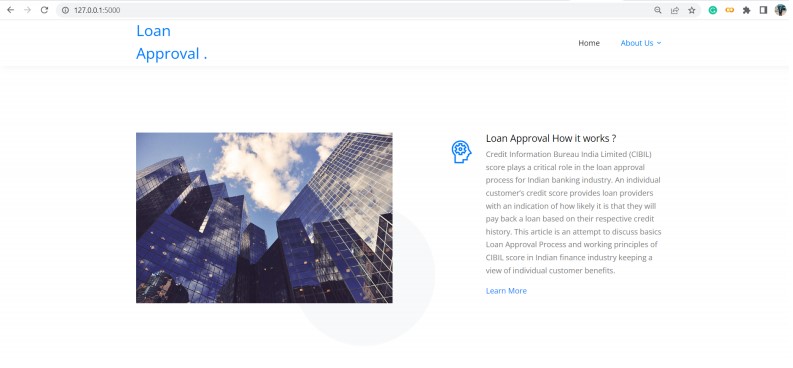 127.0.0.1:5000
Loan
Approval .
Home
About Us
Loan Approval How it works ?
Credit Information Bureau India Limited (CIBIL)
score plays a critical role in the loan approval
process for Indian banking industry. An individual
customer's credit score provides loan providers
with an indication of how likely it is that they will
pay back a loan based on their respective credit
history. This article is an attempt to discuss basics
Loan Approval Process and working principles of
CIBIL score in Indian finance industry keeping a
view of individual customer benefits.
Learn More